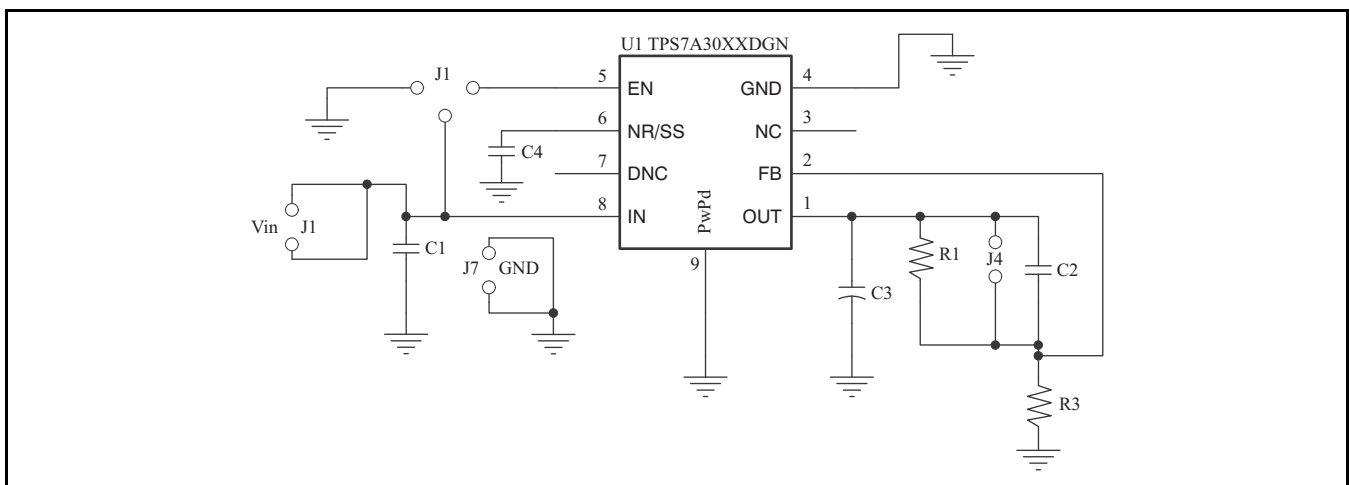 U1 TPS7A30XXDGN
J1
5
EN
GND
4
6
NR/SS
NC
3
C4
7
DNC
FB
2
PwPd
8
IN
OUT
1
Vin
J1
C1
J7
GND
9
R1
J4
C2
C3
R3